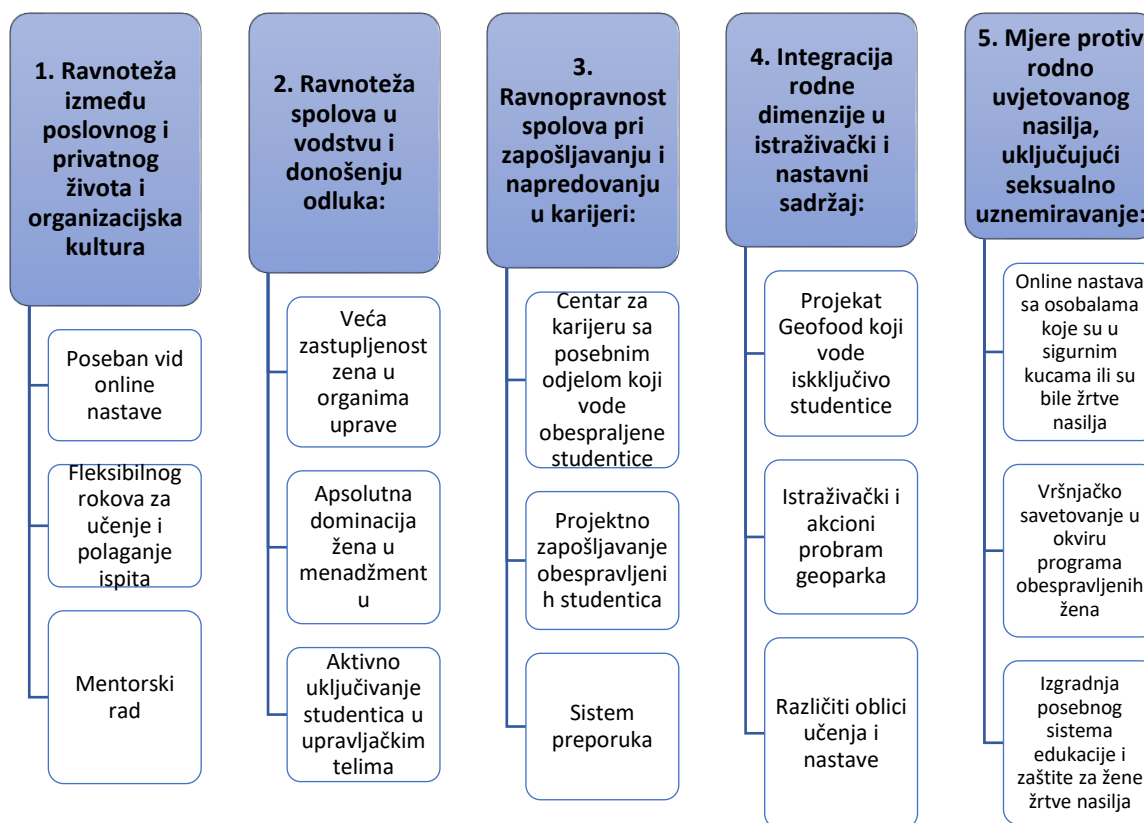 1. Ravnoteža
između
poslovnog i
privatnog
života i
organizacijska
kultura
Poseban vid
online
nastave
Fleksibilnog
rokova za
učenje i
polaganje
ispita
Mentorski
rad
2. Ravnoteža
spolova u
vodstvu i
donošenju
odluka:
Veća
zastupljenost
zena u
organima
uprave
Apsolutna
dominacija
žena u
menadžment
u
Aktivno
uključivanje
studentica u
upravljačkim
telima
3.
Ravnopravnost
spolova pri
zapošljavanju i
napredovanju
u karijeri:
Centar za
karijeru sa
posebnim
odjelom koji
vode
obespraljene
studentice
Projektno
zapošljavanje
obespravljeni
h studentica
Sistem
preporuka
4. Integracija
rodne
dimenzije u
istraživački i
nastavni
sadržaj:
Projekat
Geofood koji
vode
iskključivo
studentice
Istraživački i
akcioni
probram
geoparka
Različiti oblici
učenja i
nastave
5. Mjere protiv
rodno
uvjetovanog
nasilja,
uključujući
seksualno
uznemiravanje:
Online nastava
sa osobalama
koje su u
sigurnim
kucama ili su
bile žrtve
nasilja
Vršnjačko
savetovanje u
okviru
programa
obespravljenih
žena
Izgradnja
posebnog
sistema
edukacije i
zaštite za žene
žrtve nasilja